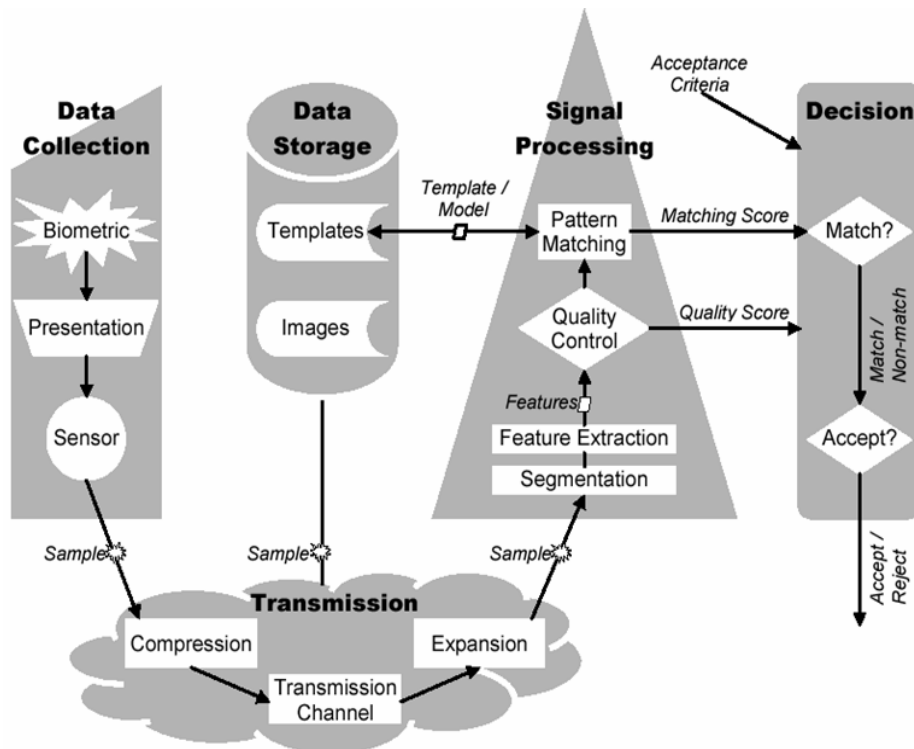 Data
Collection
Biometric
Presentation
Sensor
Sample
Data
Storage
Templates
Images
Sample
Template /
Model
Signal
Processing
Pattern
Matching
Quality
Control
Features
Feature Extraction
Segmentation
Sample
Acceptance
Criteria
Matching Score
Quality Score
Decision
Match?
Match /
Non-match
Accept?
Accept /
Reject
Transmission
Compression
Transmission
Channel
Expansion